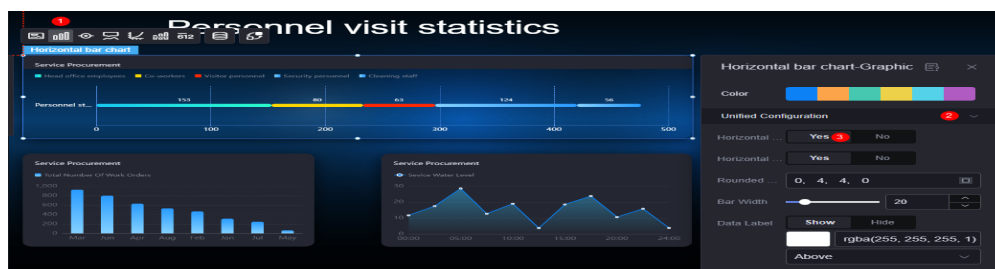 Personnel visit statistics
1
012
Horizontal bar chart
Service Procurement
Head office employees Co-workers Visitor personnel Security personnel Cleaning staff
Personnel st...
153 80 63 124 56
0 100 200 300 400 500
Service Procurement
Total Number Of Work Orders
1,000
800
600
400
200
0
Mar Jun Apr Aug Feb Jan Jul May
Service Procurement
Sevice Water Level
30
20
10
0
00:00 05:00 10:00 15:00 20:00 24:00
Horizontal bar chart-Graphic
Color
Unified Configuration 2
Horizontal ... Yes 3 No
Horizontal ... Yes No
Rounded ... 0, 4, 4, 0
Bar Width 20
Data Label Show Hide
rgba(255, 255, 255, 1)
Above